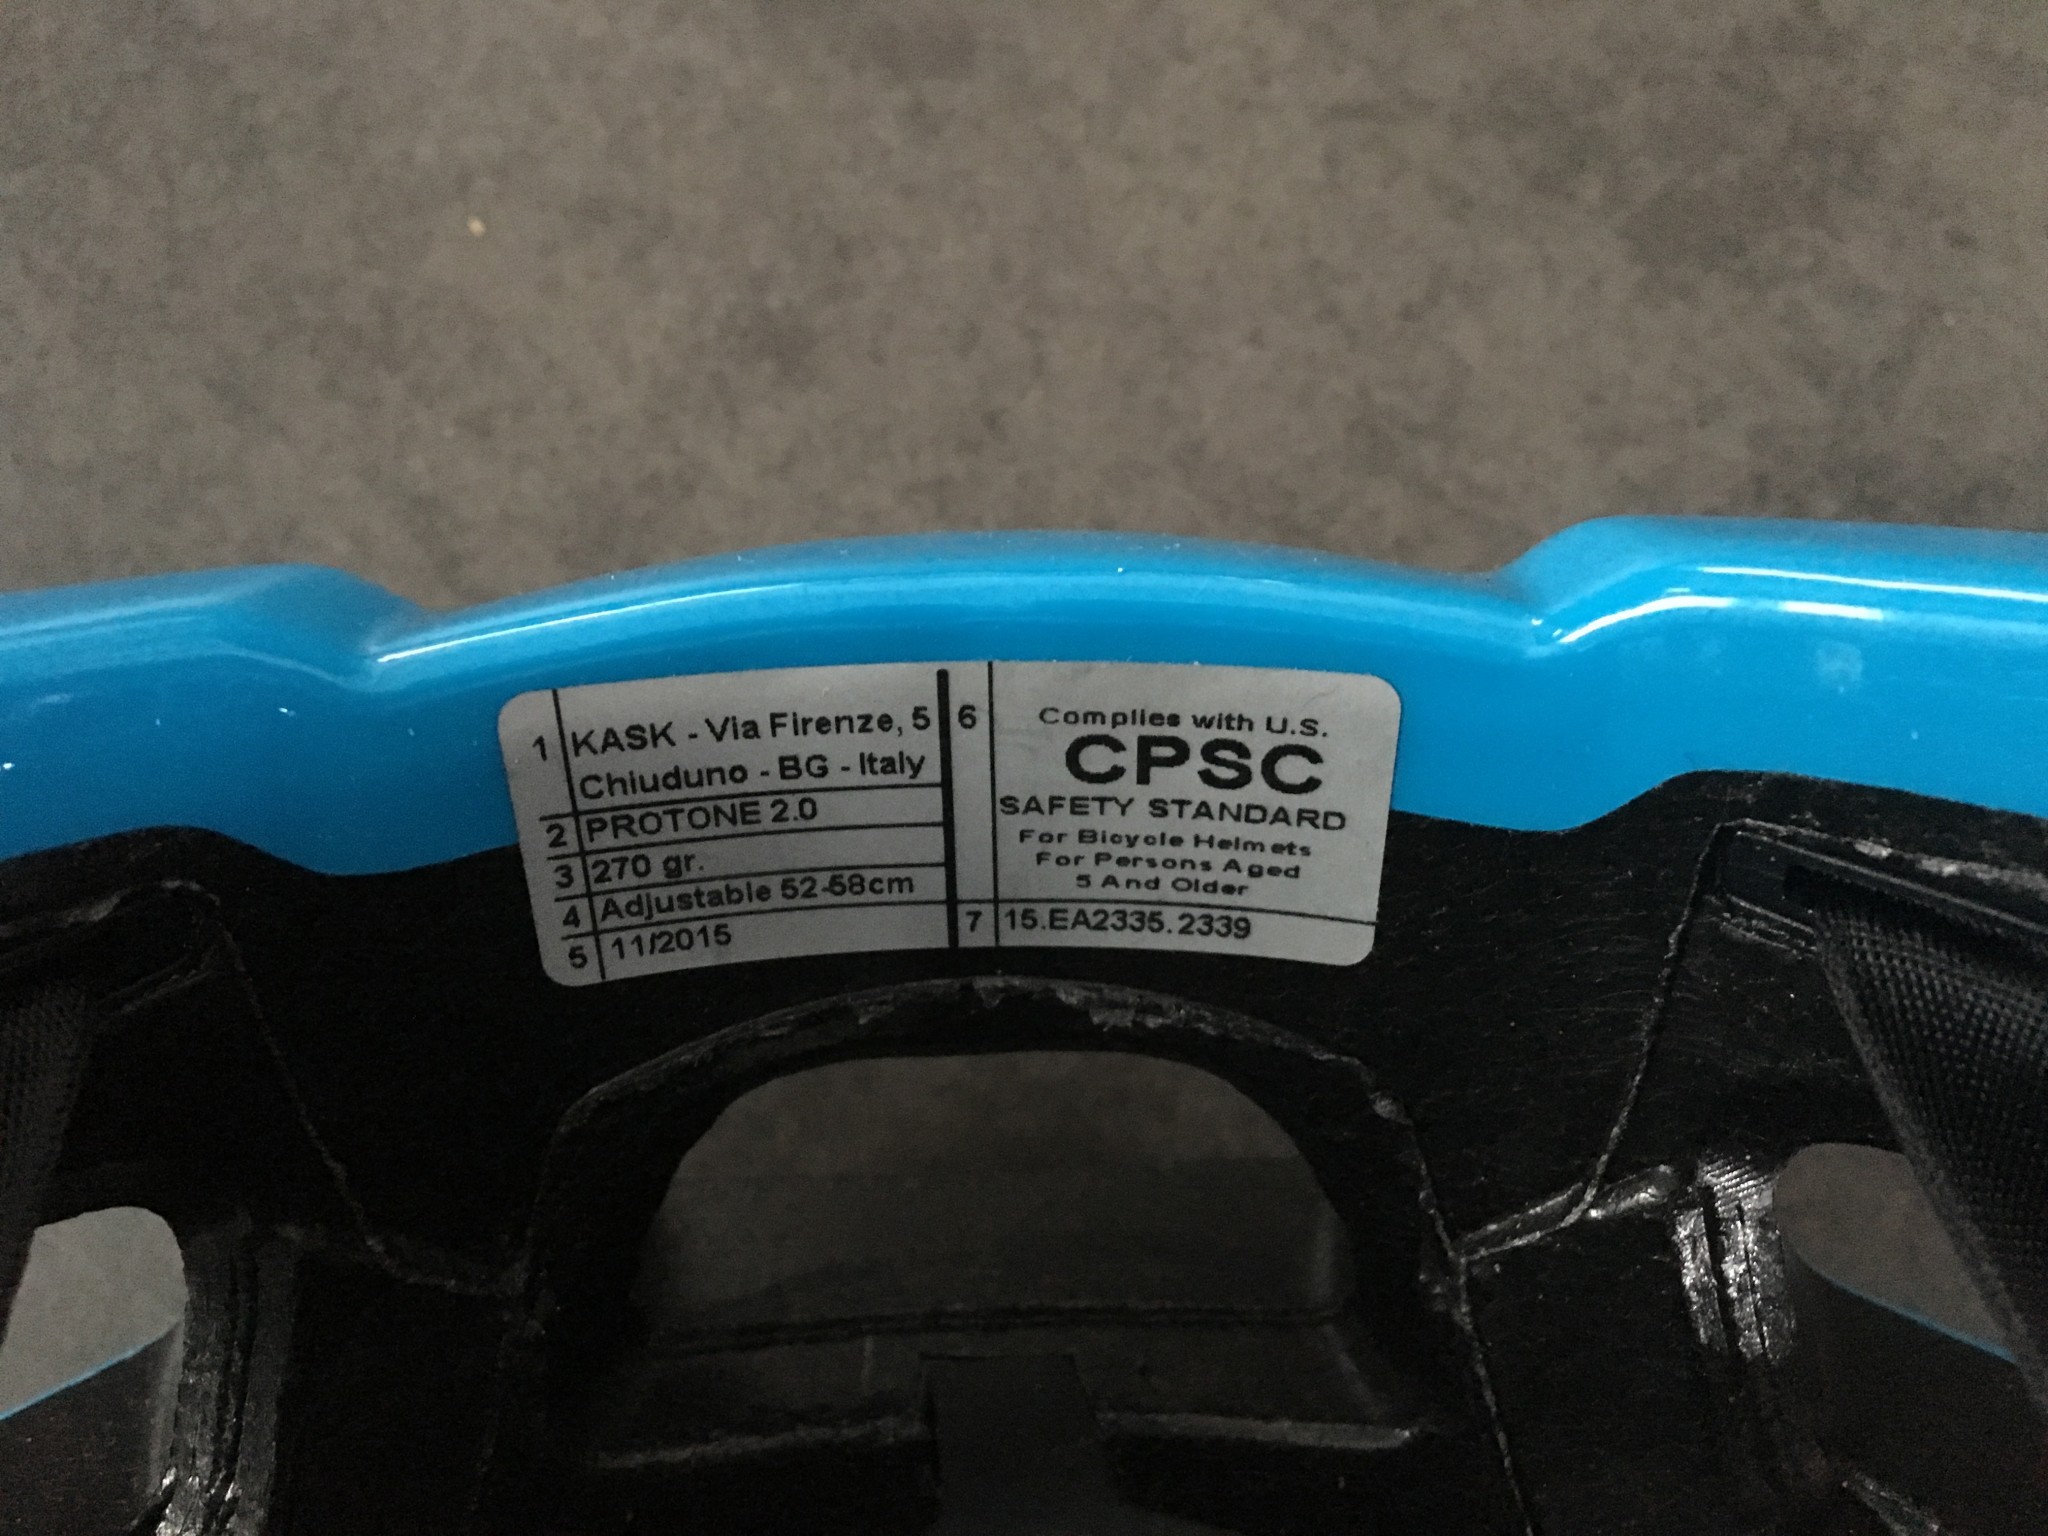 1 KASK - Via Firenze, 5
Chiuduno - BG - Italy
2 PROTONE 2.0
3 270 gr.
4 Adjustable 52-58cm
5 11/2015
6 Complies with U.S.
CPSC
SAFETY STANDARD
For Bicycle Helmets
For Persons Aged
5 And Older
7 15.EA2335.2339